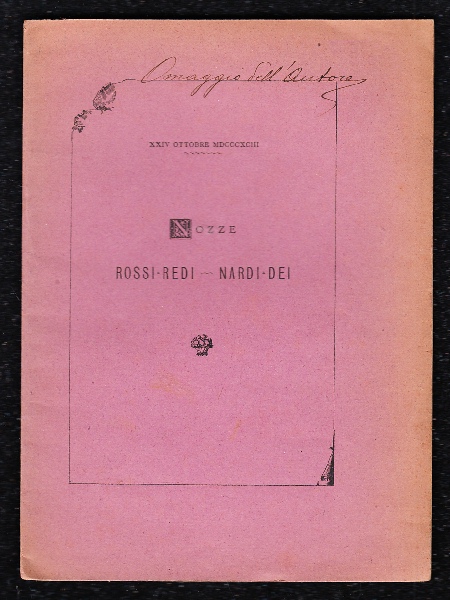 Omaggio dell'Autore
XXIV OTTOBRE MDCCCXCIII
NOZZE
ROSSI-REDI — NARDI-DEI